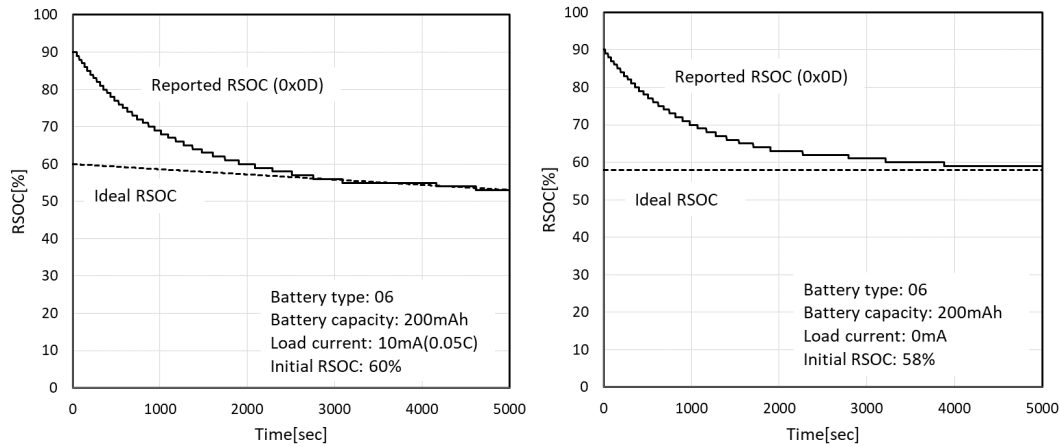 100
90
80
70
60
50
40
30
20
10
0
RSOC[%]
Reported RSOC (0x0D)
Ideal RSOC
Battery type: 06
Battery capacity: 200mAh
Load current: 10mA(0.05C)
Initial RSOC: 60%
0 1000 2000 3000 4000 5000
Time[sec]
100
90
80
70
60
50
40
30
20
10
0
RSOC[%]
Reported RSOC (0x0D)
Ideal RSOC
Battery type: 06
Battery capacity: 200mAh
Load current: 0mA
Initial RSOC: 58%
0 1000 2000 3000 4000 5000
Time[sec]